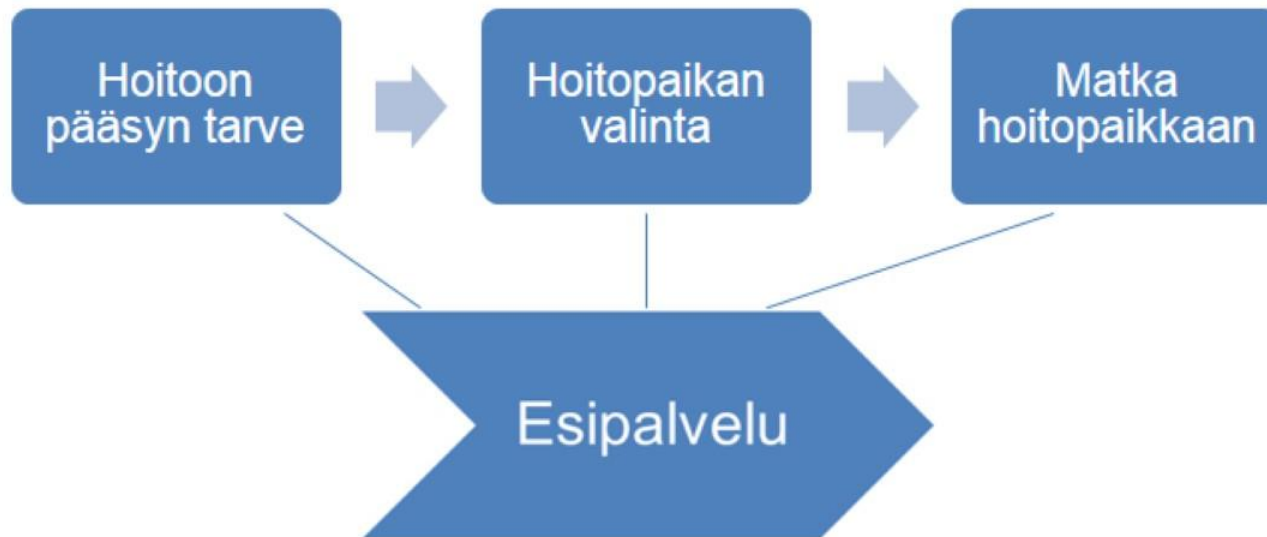 Hoitoon
pääsyn tarve
Hoitopaikan
valinta
Matka
hoitopaikkaan
Esipalvelu